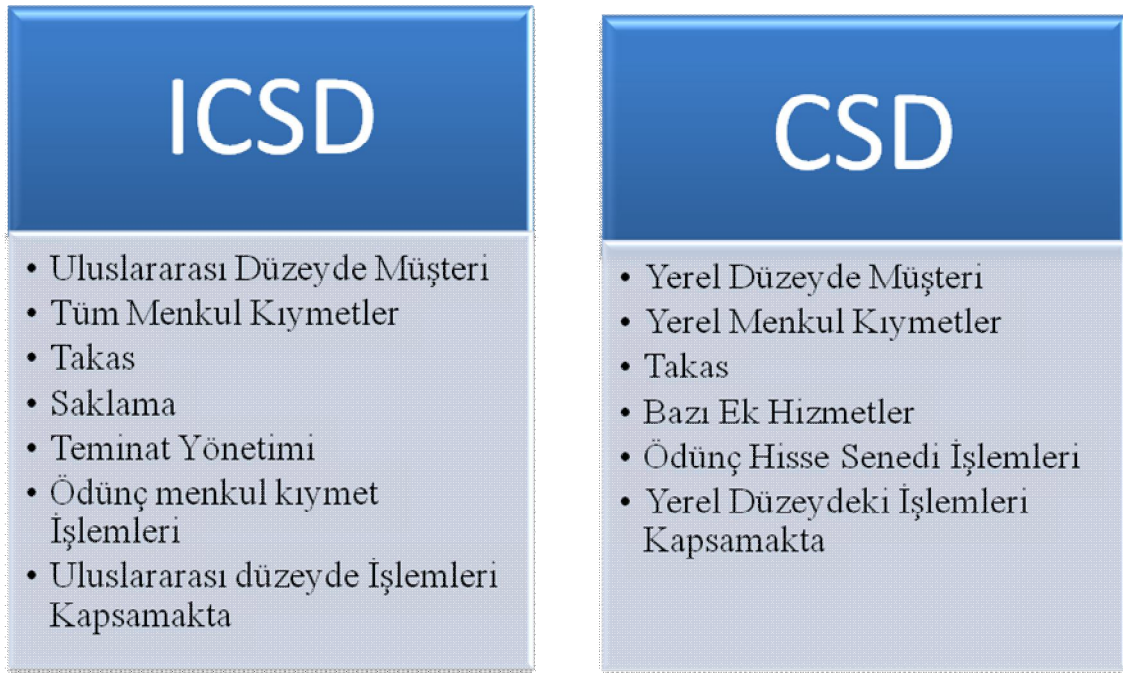 ICSD
• Uluslararası Düzeyde Müşteri
• Tüm Menkul Kıymetler
• Takas
• Saklama
• Teminat Yönetimi
• Ödünç menkul kıymet
İşlemleri
• Uluslararası düzeyde İşlemleri
Kapsamakta
CSD
• Yerel Düzeyde Müşteri
• Yerel Menkul Kıymetler
• Takas
• Bazı Ek Hizmetler
• Ödünç Hisse Senedi İşlemleri
• Yerel Düzeydeki İşlemleri
Kapsamakta